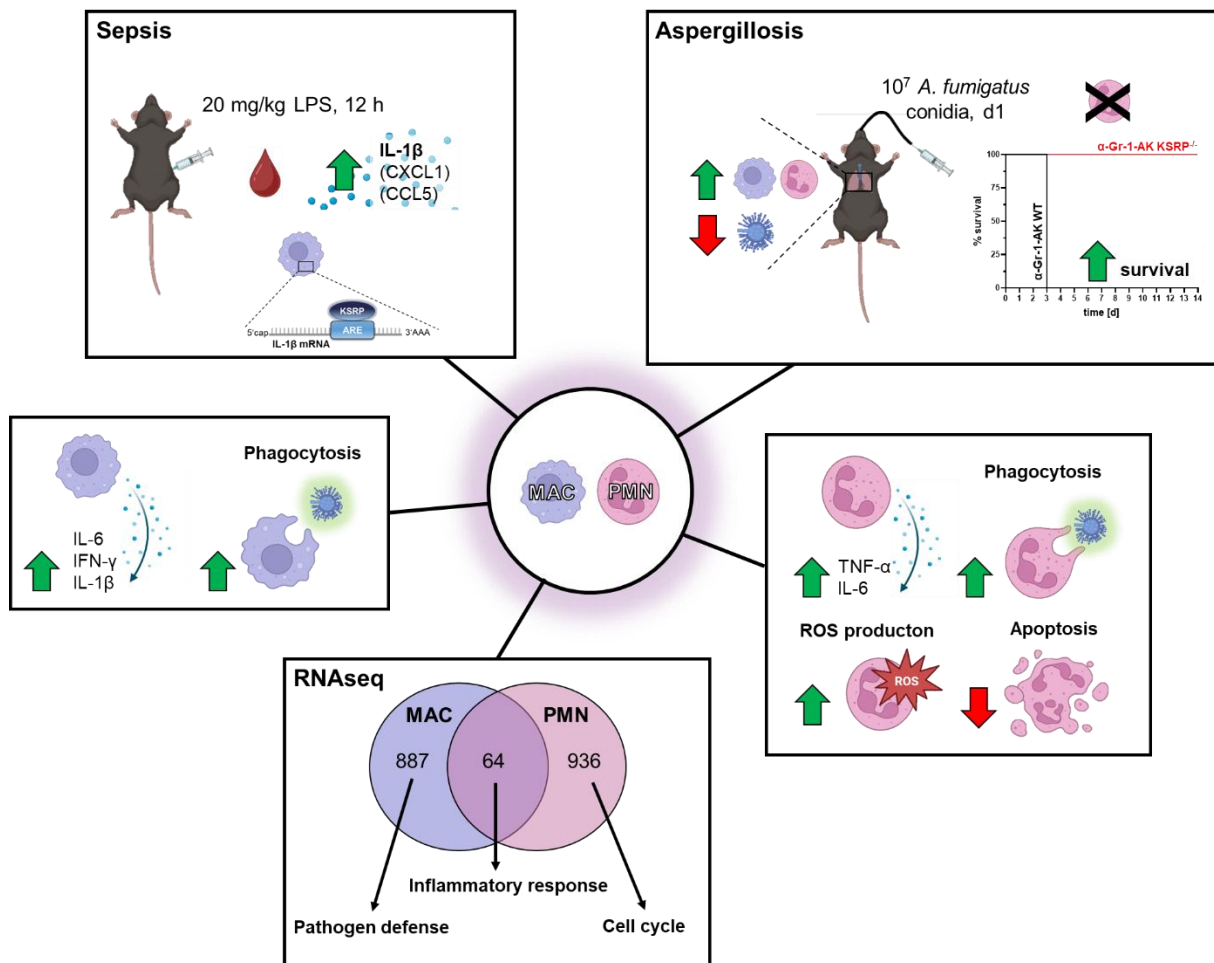 Sepsis
20 mg/kg LPS, 12 h
IL-1β
(CXCL1)
(CCL5)
KSRP
5'cap
ARE
3'AAA
IL-1β mRNA
Aspergillosis
10⁷ A. fumigatus
conidia, d1
α-Gr-1-AK KSRP⁻/⁻
100
75
50
25
0
% survival
α-Gr-1-AK WT
survival
0 1 2 3 4 5 6 7 8 9 10 11 12 13 14
time [d]
Phagocytosis
IL-6
IFN-γ
IL-1β
MAC
PMN
Phagocytosis
TNF-α
IL-6
ROS producton
Apoptosis
ROS
RNAseq
MAC
PMN
887
64
936
Inflammatory response
Pathogen defense
Cell cycle